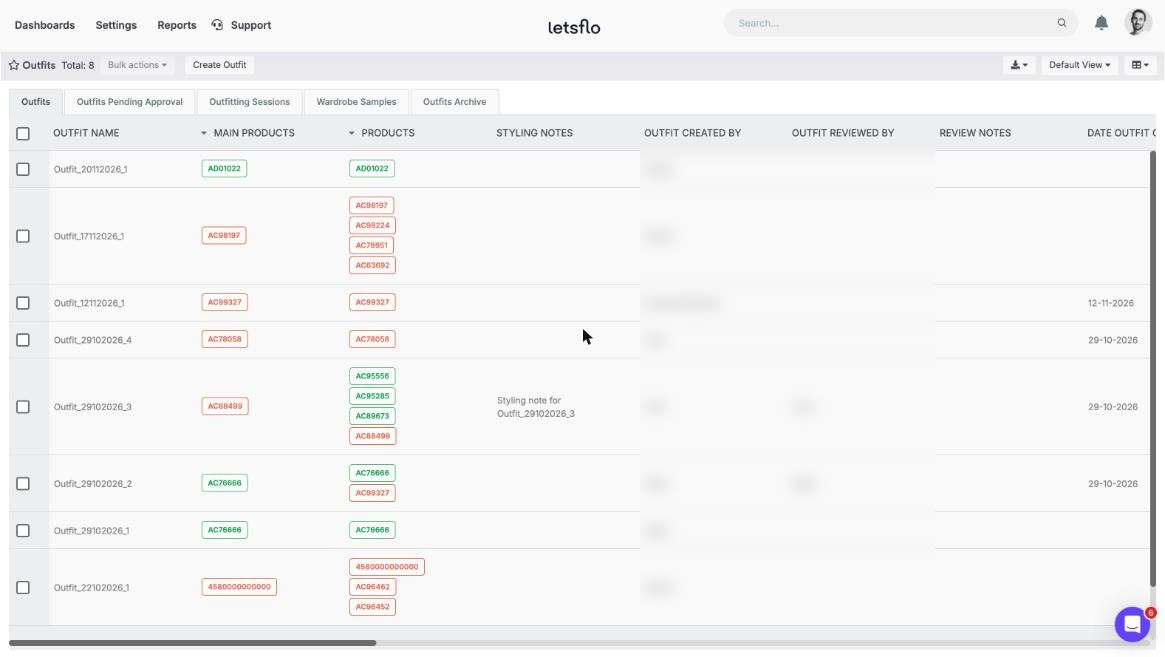 Dashboards Settings Reports Support letsflo Search...
Outfits Total: 8 Bulk actions Create Outfit Default View
Outfits Outfits Pending Approval Outfitting Sessions Wardrobe Samples Outfits Archive
OUTFIT NAME MAIN PRODUCTS PRODUCTS STYLING NOTES OUTFIT CREATED BY OUTFIT REVIEWED BY REVIEW NOTES DATE OUTFIT
Outfit_20112026_1 AD01022 AD01022
AC98197
AC98224
Outfit_17112026_1 AC98197
AC78951
AC63692
Outfit_12112026_1 AC99327 AC99327 12-11-2026
Outfit_29102026_4 AC78058 AC78058 29-10-2026
AC95556
AC95285
Styling note for
Outfit_29102026_3 AC88499 29-10-2026
Outfit_29102026_3
AC89673
AC88499
AC76666
Outfit_29102026_2 AC76666 29-10-2026
AC99327
Outfit_29102026_1 AC76666 AC76666
4580000000000
Outfit_22102026_1 4580000000000 AC96462
AC96452
6